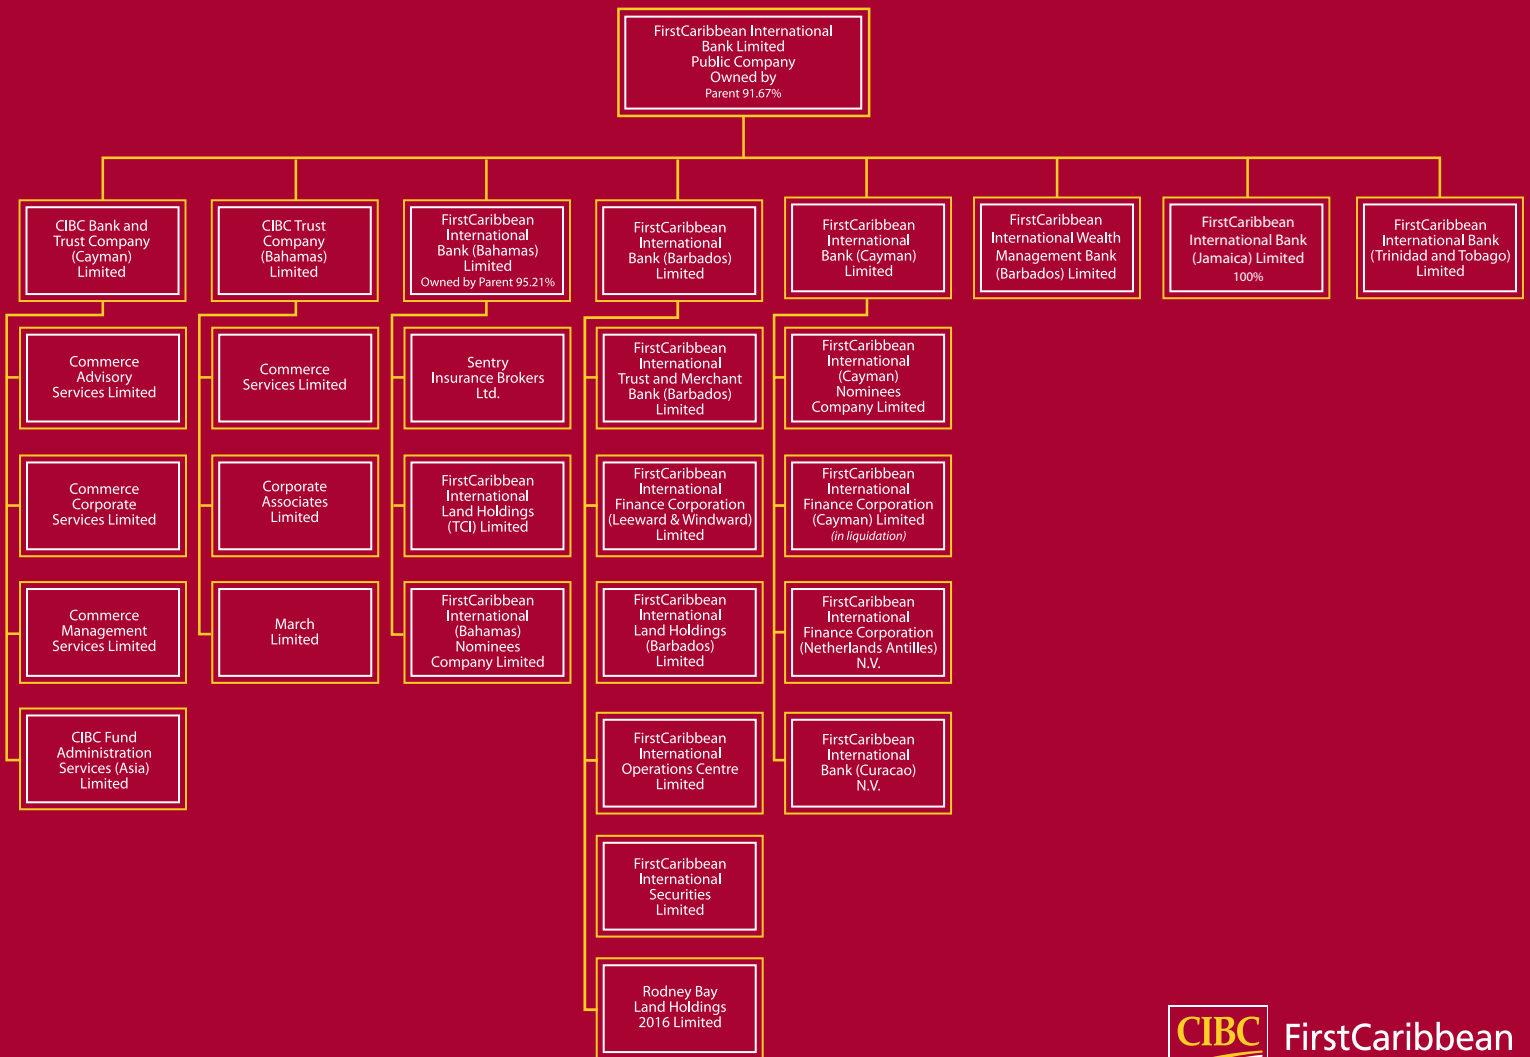 FirstCaribbean International
Bank Limited
Public Company
Owned by
Parent 91.67%
CIBC Bank and
Trust Company
(Cayman)
Limited
CIBC Trust
Company
(Bahamas)
Limited
FirstCaribbean
International
Bank (Bahamas)
Limited
Owned by Parent 95.21%
FirstCaribbean
International
Bank (Barbados)
Limited
FirstCaribbean
International
Bank (Cayman)
Limited
FirstCaribbean
International Wealth
Management Bank
(Barbados) Limited
FirstCaribbean
International Bank
(Jamaica) Limited
100%
FirstCaribbean
International Bank
(Trinidad and Tobago)
Limited
Commerce
Advisory
Services Limited
Commerce
Services Limited
Sentry
Insurance Brokers
Ltd.
FirstCaribbean
International
Trust and Merchant
Bank (Barbados)
Limited
FirstCaribbean
International
(Cayman)
Nominees
Company Limited
Commerce
Corporate
Services Limited
Corporate
Associates
Limited
FirstCaribbean
International
Land Holdings
(TCI) Limited
FirstCaribbean
International
Finance Corporation
(Leeward & Windward)
Limited
FirstCaribbean
International
Finance Corporation
(Cayman) Limited
(in liquidation)
Commerce
Management
Services Limited
March
Limited
FirstCaribbean
International
(Bahamas)
Nominees
Company Limited
FirstCaribbean
International
Land Holdings
(Barbados)
Limited
FirstCaribbean
International
Finance Corporation
(Netherlands Antilles)
N.V.
CIBC Fund
Administration
Services (Asia)
Limited
FirstCaribbean
International
Operations Centre
Limited
FirstCaribbean
International
Bank (Curacao)
N.V.
FirstCaribbean
International
Securities
Limited
Rodney Bay
Land Holdings
2016 Limited
CIBC FirstCaribbean